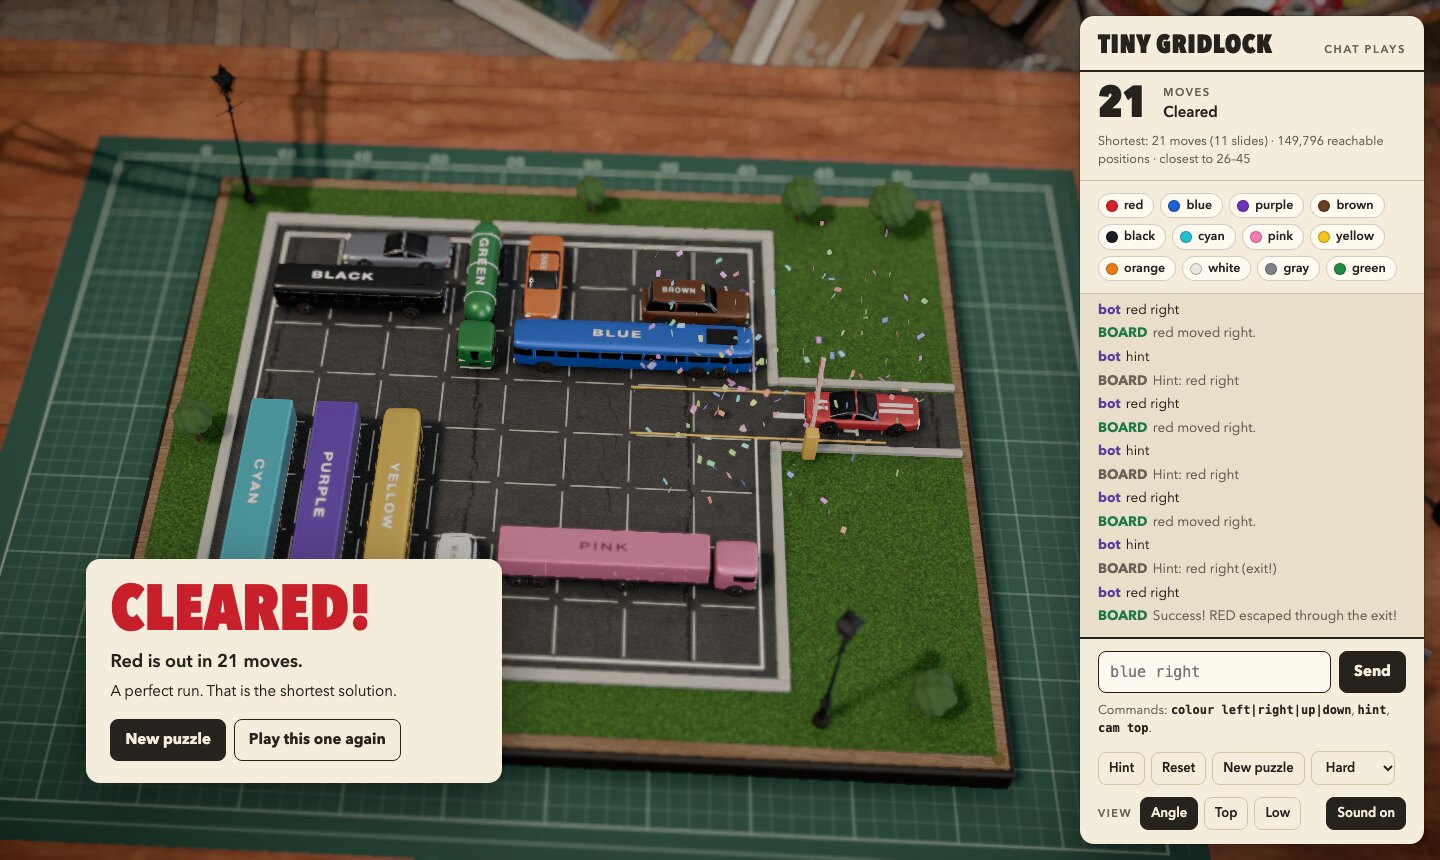 TINY GRIDLOCK
CHAT PLAYS
21
MOVES
Cleared
Shortest: 21 moves (11 slides) · 149,796 reachable
positions · closest to 26–45
red
blue
purple
brown
black
cyan
pink
yellow
orange
white
gray
green
bot red right
BOARD red moved right.
bot hint
BOARD Hint: red right
bot red right
BOARD red moved right.
bot hint
BOARD Hint: red right
bot red right
BOARD red moved right.
bot hint
BOARD Hint: red right (exit!)
bot red right
BOARD Success! RED escaped through the exit!
blue right
Send
Commands: colour left|right|up|down, hint,
cam top.
Hint
Reset
New puzzle
Hard
VIEW
Angle
Top
Low
Sound on
GREEN
BLACK
BROWN
BLUE
CYAN
PURPLE
YELLOW
PINK
CLEARED!
Red is out in 21 moves.
A perfect run. That is the shortest solution.
New puzzle
Play this one again